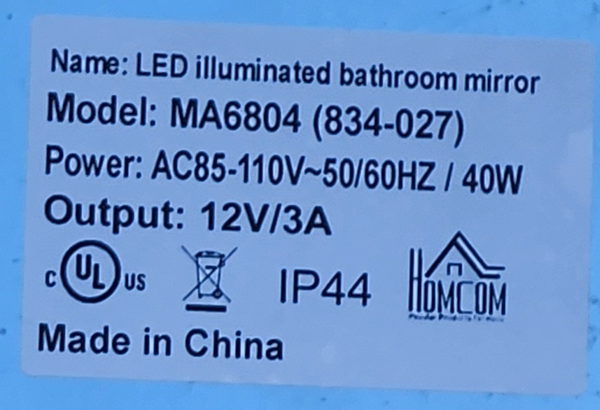 Name: LED illuminated bathroom mirror
Model: MA6804 (834-027)
Power: AC85-110V~50/60HZ / 40W
Output: 12V/3A
C UL US IP44 HOMCOM
Made in China